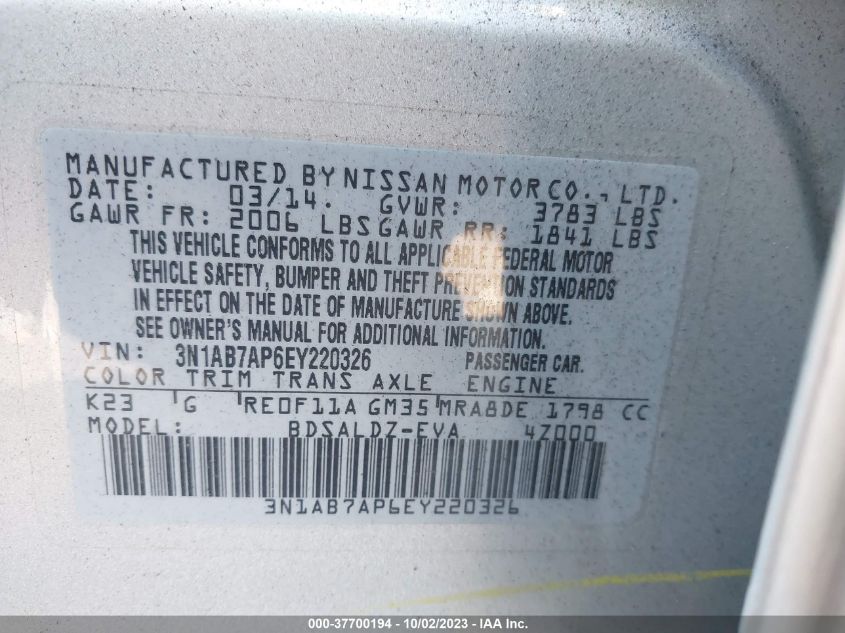 MANUFACTURED BY NISSAN MOTOR CO., LTD.
DATE: 03/14. GVWR: 3783 LBS
GAWR FR: 2006 LBS GAWR RR: 1841 LBS
THIS VEHICLE CONFORMS TO ALL APPLICABLE FEDERAL MOTOR
VEHICLE SAFETY, BUMPER AND THEFT PREVENTION STANDARDS
IN EFFECT ON THE DATE OF MANUFACTURE SHOWN ABOVE.
SEE OWNER'S MANUAL FOR ADDITIONAL INFORMATION.
VIN: 3N1AB7AP6EY220326 PASSENGER CAR.
COLOR TRIM TRANS AXLE ENGINE
K23 G RE0F11A GM35 MRA8DE 1798 CC
MODEL: BDSALDZ-EVA 4Z000
3N1AB7AP6EY220326
000-37700194 - 10/02/2023 - IAA Inc.